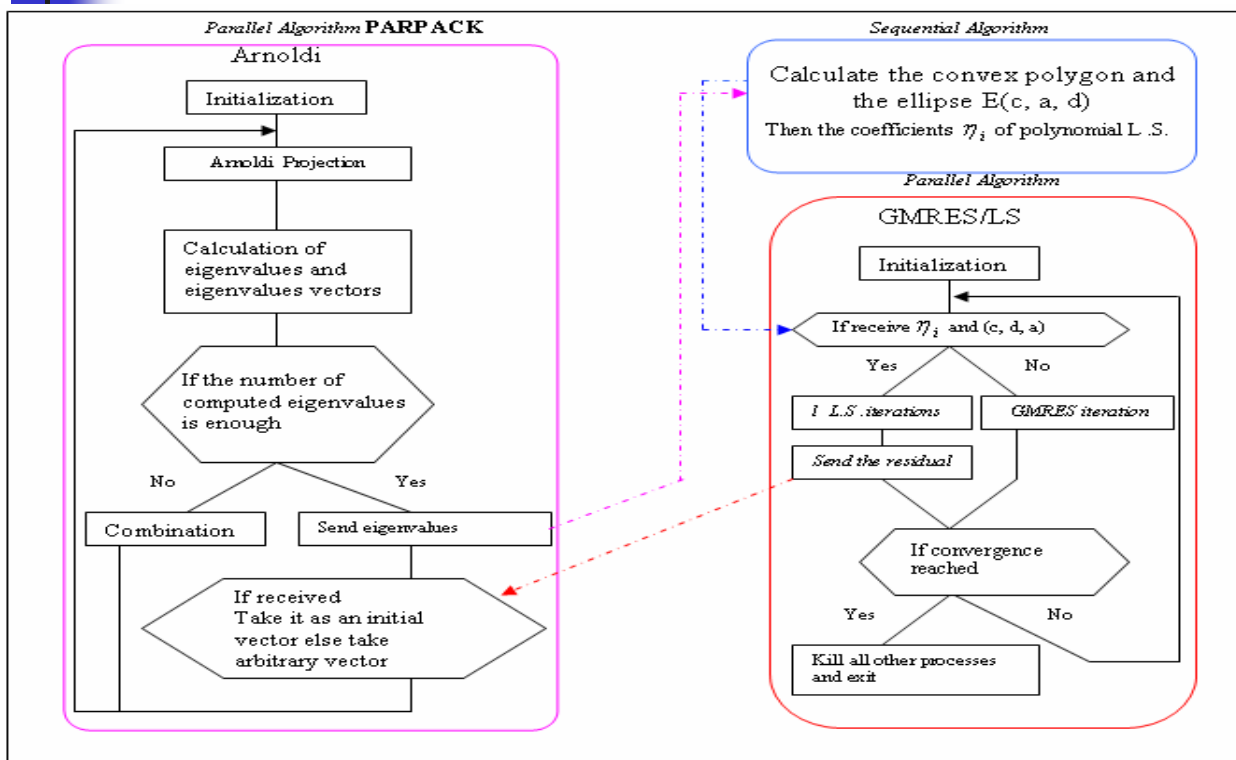 Parallel Algorithm PARPACK
Arnoldi
Initialization
Arnoldi Projection
Calculation of
eigenvalues and
eigenvalues vectors
If the number of
computed eigenvalues
is enough
No
Yes
Combination
Send eigenvalues
If received
Take it as an initial
vector else take
arbitrary vector
Sequential Algorithm
Calculate the convex polygon and
the ellipse E(c, a, d)
Then the coefficients η_i of polynomial L .S.
Parallel Algorithm
GMRES/LS
Initialization
If receive η_i and (c, d, a)
Yes
No
l L.S. iterations
GMRES iteration
Send the residual
If convergence
reached
Yes
No
Kill all other processes
and exit